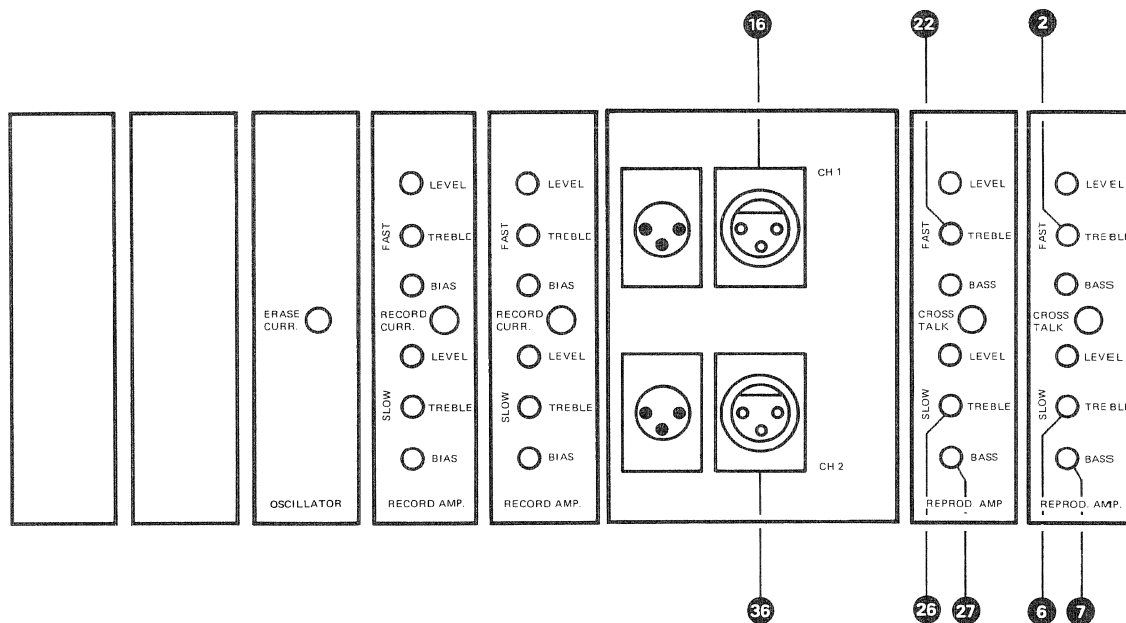 16
22
2
ERASE
CURR.
OSCILLATOR
LEVEL
FAST
TREBLE
BIAS
RECORD
CURR.
LEVEL
SLOW
TREBLE
BIAS
RECORD AMP.
LEVEL
FAST
TREBLE
BIAS
RECORD
CURR.
LEVEL
SLOW
TREBLE
BIAS
RECORD AMP.
CH 1
CH 2
LEVEL
FAST
TREBLE
BASS
CROSS
TALK
LEVEL
SLOW
TREBLE
BASS
REPROD. AMP
LEVEL
FAST
TREBLE
BASS
CROSS
TALK
LEVEL
SLOW
TREBLE
BASS
REPROD. AMP.
36
26
27
6
7